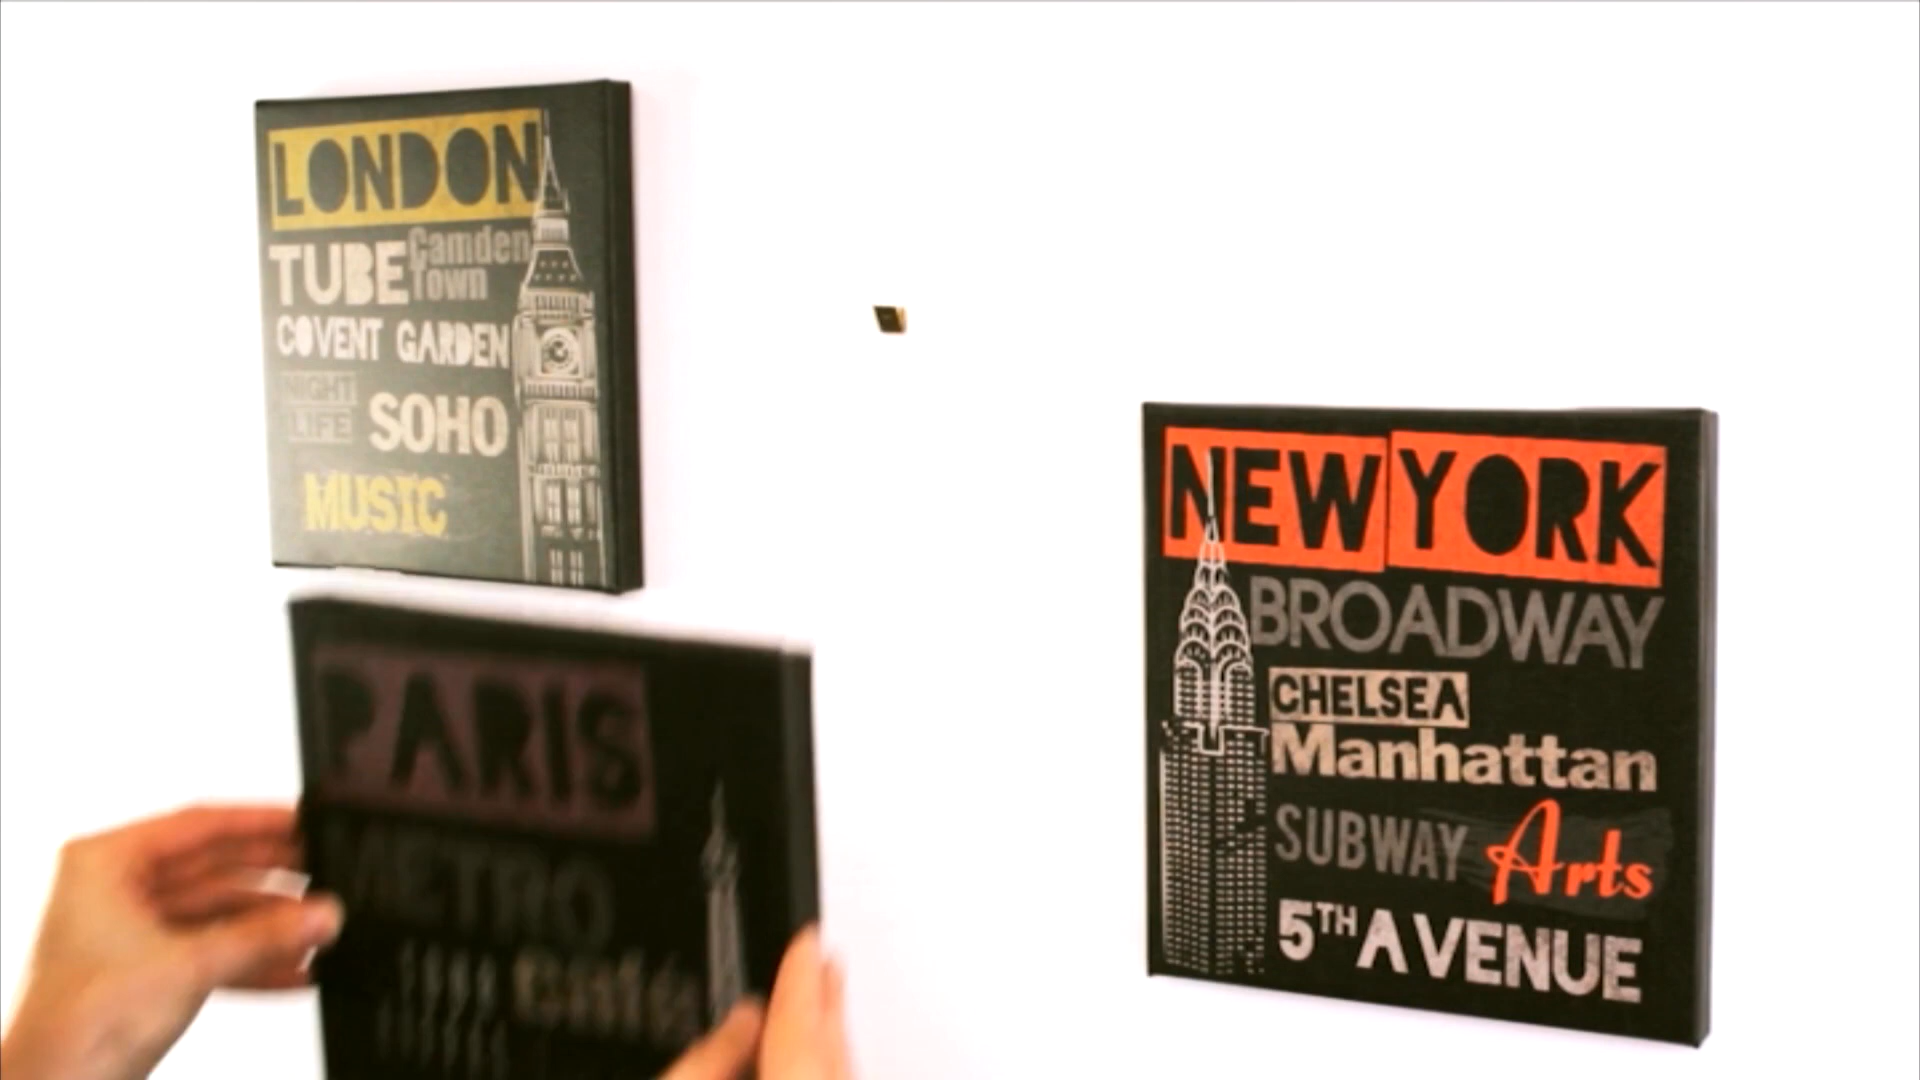 LONDON
TUBE Camden Town
COVENT GARDEN
NIGHT LIFE SOHO
MUSIC
PARIS
METRO
Café
NEW YORK
BROADWAY
CHELSEA
Manhattan
SUBWAY Arts
5TH AVENUE